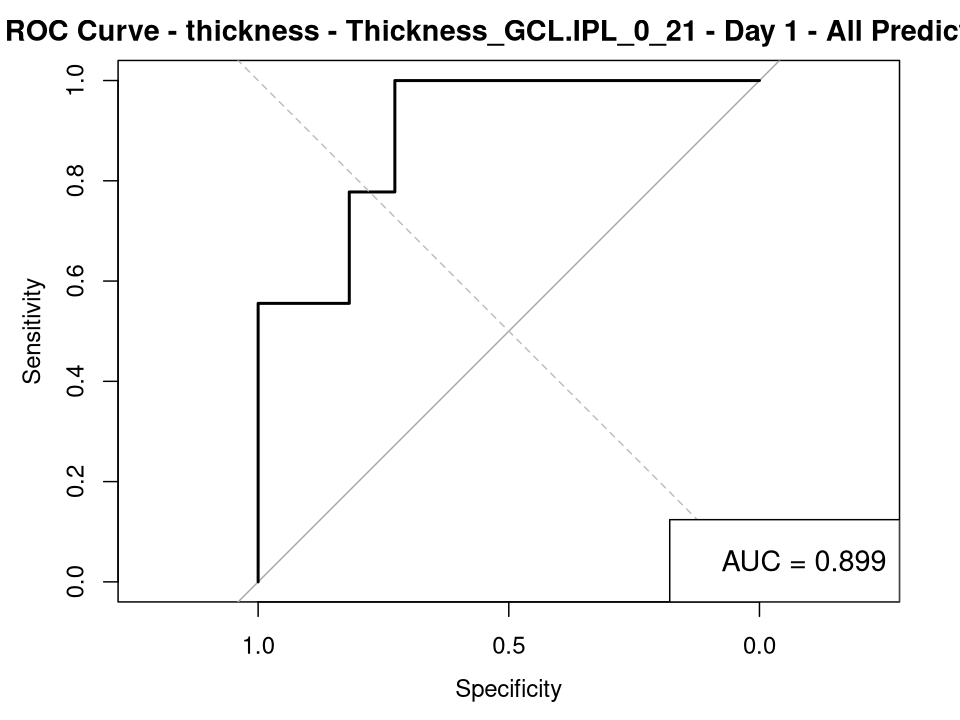 ROC Curve - thickness - Thickness_GCL.IPL_0_21 - Day 1 - All Predic
1.0
0.8
0.6
0.4
0.2
0.0
Sensitivity
AUC = 0.899
1.0 0.5 0.0
Specificity